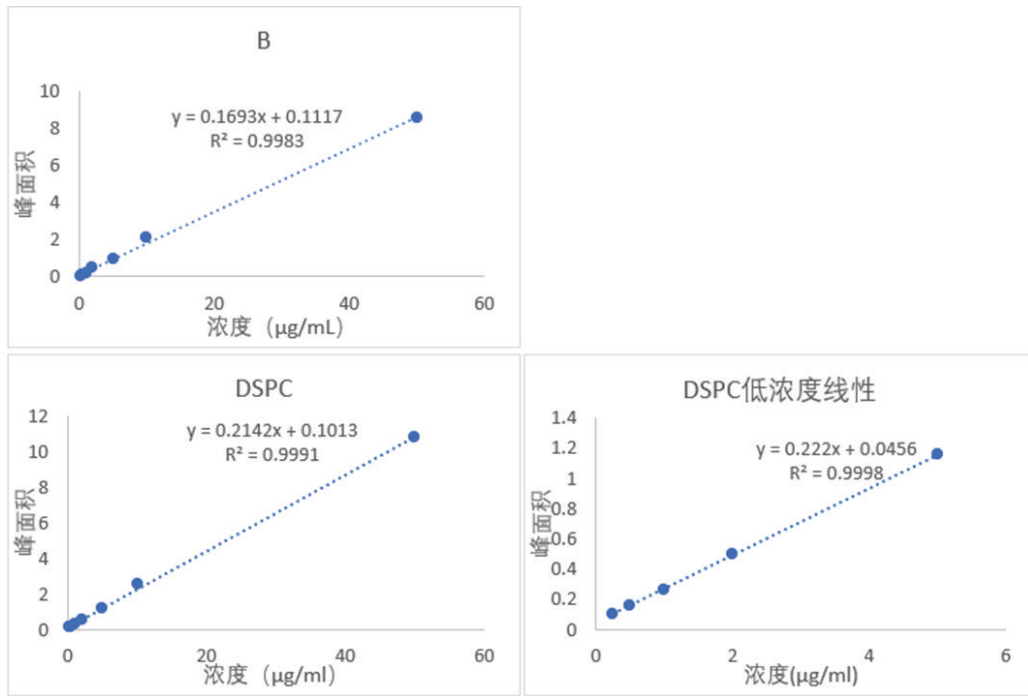 B
y = 0.1693x + 0.1117
R² = 0.9983
10
8
6
4
2
0
峰面积
0
20
40
60
浓度（μg/mL）
DSPC
y = 0.2142x + 0.1013
R² = 0.9991
12
10
8
6
4
2
0
峰面积
0
20
40
60
浓度（μg/ml）
DSPC低浓度线性
y = 0.222x + 0.0456
R² = 0.9998
1.4
1.2
1
0.8
0.6
0.4
0.2
0
峰面积
0
2
4
6
浓度(μg/ml)